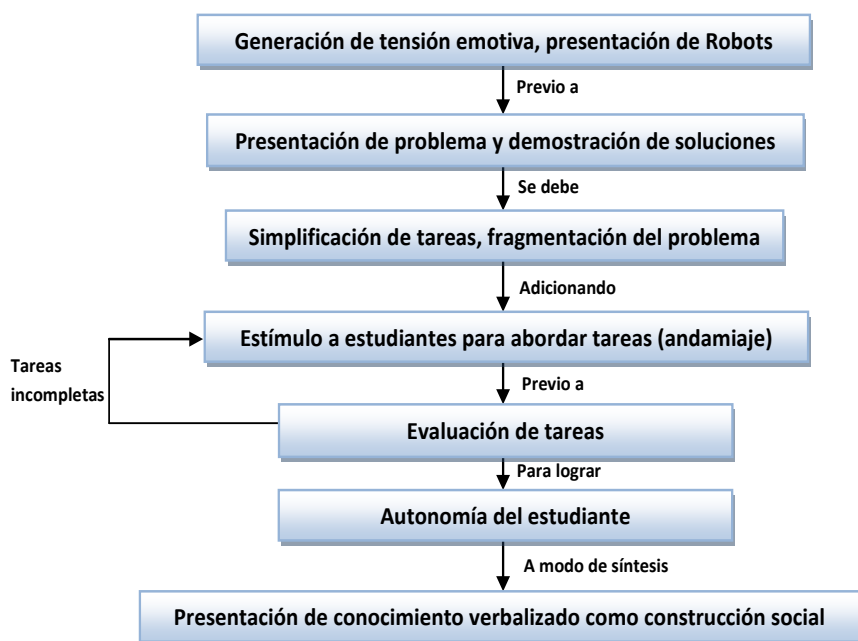 Generación de tensión emotiva, presentación de Robots
Previo a
Presentación de problema y demostración de soluciones
Se debe
Simplificación de tareas, fragmentación del problema
Adicionando
Estímulo a estudiantes para abordar tareas (andamiaje)
Tareas
incompletas
Previo a
Evaluación de tareas
Para lograr
Autonomía del estudiante
A modo de síntesis
Presentación de conocimiento verbalizado como construcción social